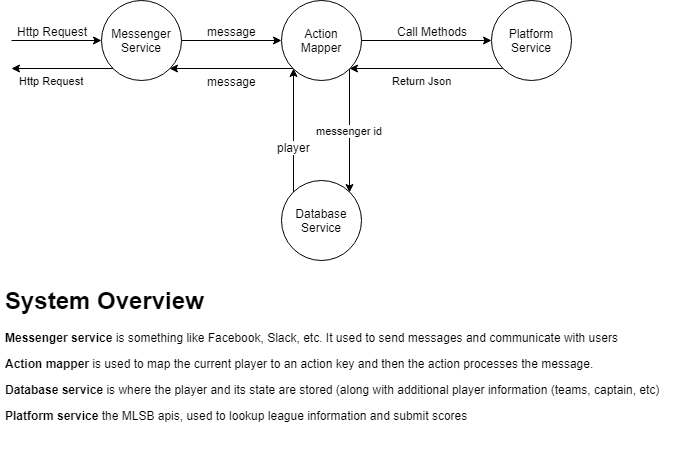 Http Request
Messenger
Service
message
Action
Mapper
Call Methods
Platform
Service
Http Request
message
Return Json
messenger id
player
Database
Service
System Overview
Messenger service is something like Facebook, Slack, etc. It used to send messages and communicate with users
Action mapper is used to map the current player to an action key and then the action processes the message.
Database service is where the player and its state are stored (along with additional player information (teams, captain, etc)
Platform service the MLSB apis, used to lookup league information and submit scores